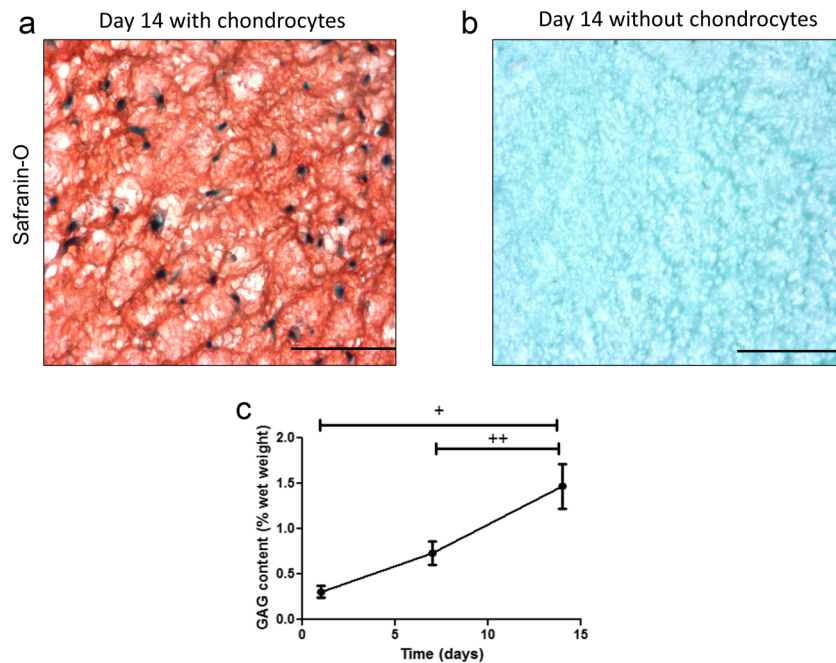 a
Day 14 with chondrocytes
b
Day 14 without chondrocytes
Safranin-O
c
+
++
2.0
1.5
1.0
0.5
0.0
GAG content (% wet weight)
0
5
10
15
Time (days)